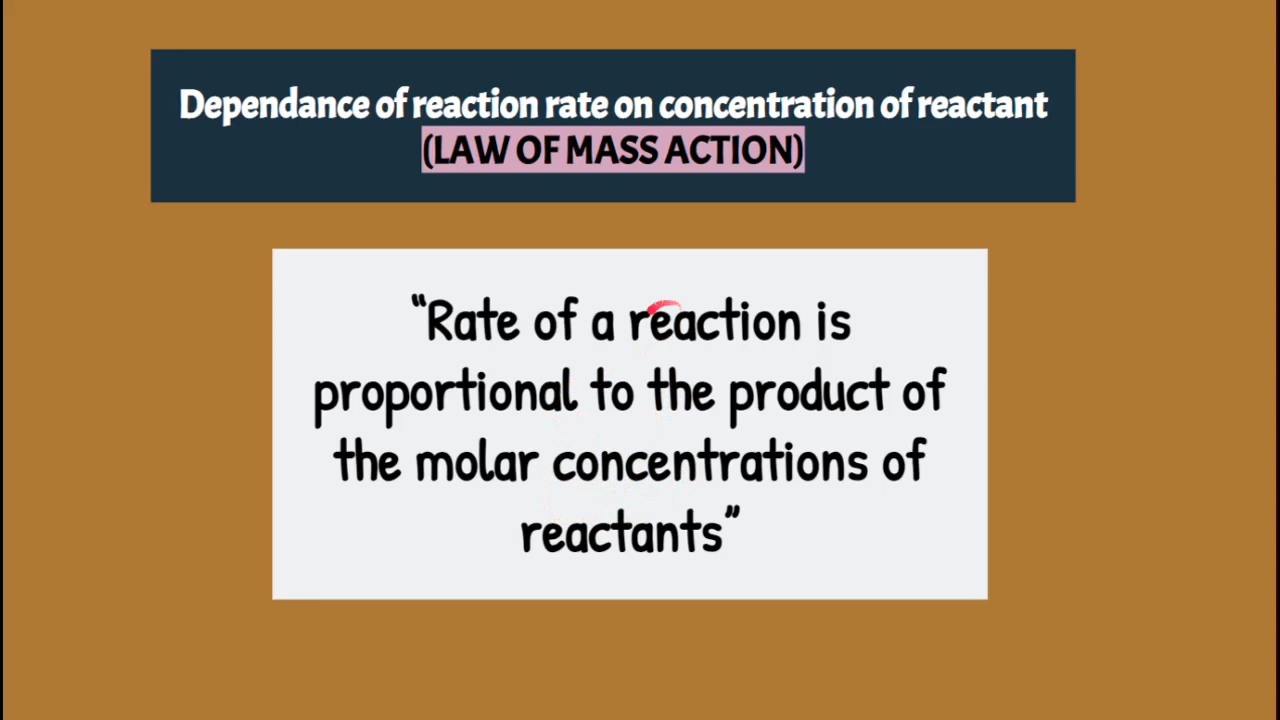 Dependance of reaction rate on concentration of reactant
(LAW OF MASS ACTION)
“Rate of a reaction is
proportional to the product of
the molar concentrations of
reactants”